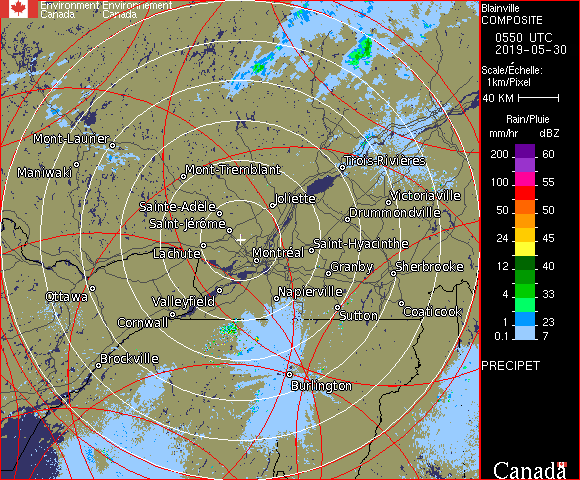 Environment Environnement
Canada Canada
Blainville
COMPOSITE
0550 UTC
2019-05-30
Scale/Échelle:
1km/Pixel
40 KM
Rain/Pluie
mm/hr dBZ
200 60
100 55
50 50
24 45
12 40
4 33
1 23
0.1 7
PRECIPET
Canada
Mont-Laurier
Maniwaki
Mont-Tremblant
Trois-Rivières
Sainte-Adèle
Joliette
Victoriaville
Saint-Jérôme
Drummondville
Lachute
Montréal
Saint-Hyacinthe
Granby
Sherbrooke
Ottawa
Valleyfield
Napierville
Cornwall
Sutton
Coaticook
Brockville
Burlington